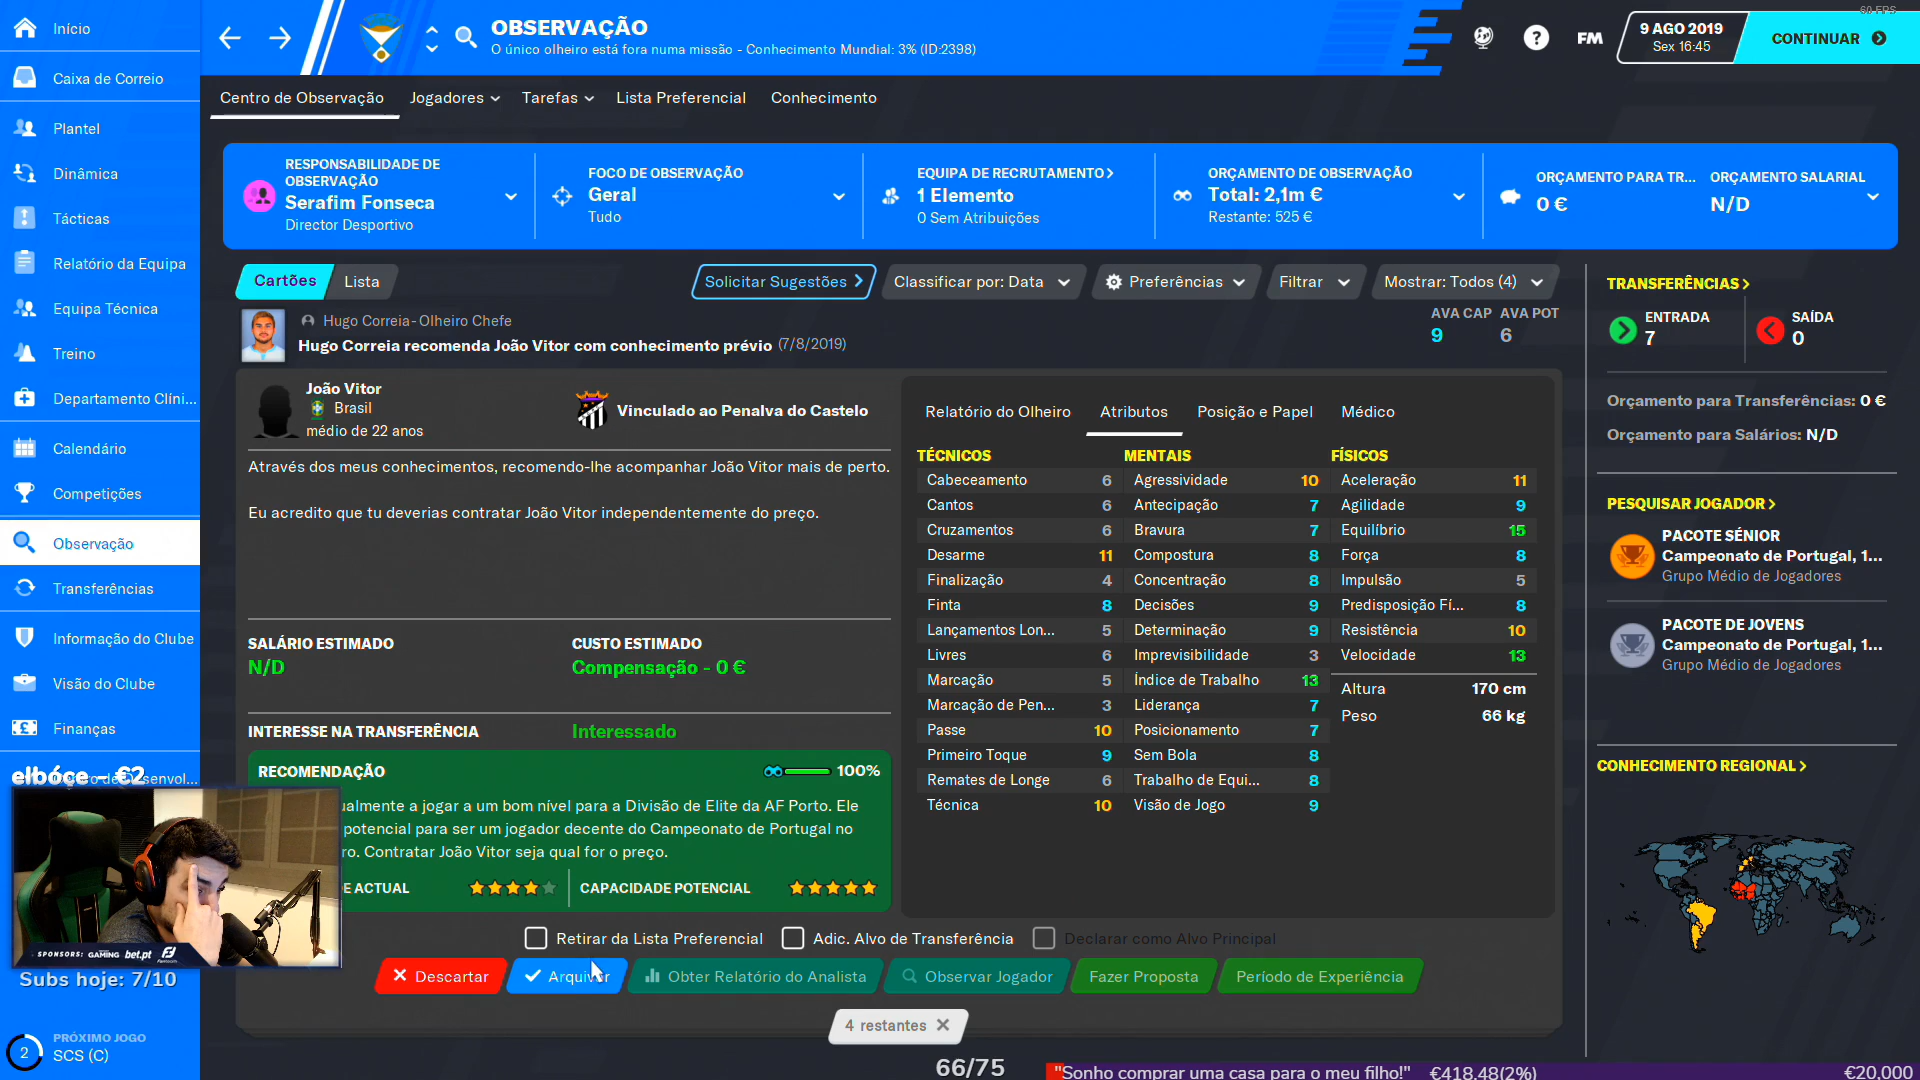 60 FPS
Início
Caixa de Correio
Plantel
Dinâmica
Tácticas
Relatório da Equipa
Equipa Técnica
Treino
Departamento Clíni...
Calendário
Competições
Observação
Transferências
Informação do Clube
Visão do Clube
Finanças
elbóce - €2
SPONSORS: GAMING bet.pt
Subs hoje: 7/10
2
PRÓXIMO JOGO
SCS (C)
OBSERVAÇÃO
O único olheiro está fora numa missão - Conhecimento Mundial: 3% (ID:2398)
FM
9 AGO 2019
Sex 16:45
CONTINUAR
Centro de Observação
Jogadores
Tarefas
Lista Preferencial
Conhecimento
RESPONSABILIDADE DE
OBSERVAÇÃO
Serafim Fonseca
Director Desportivo
FOCO DE OBSERVAÇÃO
Geral
Tudo
EQUIPA DE RECRUTAMENTO
1 Elemento
0 Sem Atribuições
ORÇAMENTO DE OBSERVAÇÃO
Total: 2,1m €
Restante: 525 €
ORÇAMENTO PARA TR...
0 €
ORÇAMENTO SALARIAL
N/D
Cartões
Lista
Solicitar Sugestões
Classificar por: Data
Preferências
Filtrar
Mostrar: Todos (4)
Hugo Correia - Olheiro Chefe
Hugo Correia recomenda João Vitor com conhecimento prévio (7/8/2019)
AVA CAP AVA POT
9 6
João Vitor
Brasil
médio de 22 anos
Vinculado ao Penalva do Castelo
Através dos meus conhecimentos, recomendo-lhe acompanhar João Vitor mais de perto.
Eu acredito que tu deverias contratar João Vitor independentemente do preço.
SALÁRIO ESTIMADO
N/D
CUSTO ESTIMADO
Compensação - 0 €
INTERESSE NA TRANSFERÊNCIA
Interessado
RECOMENDAÇÃO
100%
ualmente a jogar a um bom nível para a Divisão de Elite da AF Porto. Ele
potencial para ser um jogador decente do Campeonato de Portugal no
ro. Contratar João Vitor seja qual for o preço.
E ACTUAL
CAPACIDADE POTENCIAL
Relatório do Olheiro
Atributos
Posição e Papel
Médico
TÉCNICOS
Cabeceamento 6
Cantos 6
Cruzamentos 6
Desarme 11
Finalização 4
Finta 8
Lançamentos Lon... 5
Livres 6
Marcação 5
Marcação de Pen... 3
Passe 10
Primeiro Toque 9
Remates de Longe 6
Técnica 10
MENTAIS
Agressividade 10
Antecipação 7
Bravura 7
Compostura 8
Concentração 8
Decisões 9
Determinação 9
Imprevisibilidade 3
Índice de Trabalho 13
Liderança 7
Posicionamento 7
Sem Bola 8
Trabalho de Equi... 8
Visão de Jogo 9
FÍSICOS
Aceleração 11
Agilidade 9
Equilíbrio 15
Força 8
Impulsão 5
Predisposição Fí... 8
Resistência 10
Velocidade 13
Altura 170 cm
Peso 66 kg
Retirar da Lista Preferencial
Adic. Alvo de Transferência
Declarar como Alvo Principal
Descartar
Arquivar
Obter Relatório do Analista
Observar Jogador
Fazer Proposta
Período de Experiência
4 restantes
66/75
TRANSFERÊNCIAS
ENTRADA
7
SAÍDA
0
Orçamento para Transferências: 0 €
Orçamento para Salários: N/D
PESQUISAR JOGADOR
PACOTE SÉNIOR
Campeonato de Portugal, 1...
Grupo Médio de Jogadores
PACOTE DE JOVENS
Campeonato de Portugal, 1...
Grupo Médio de Jogadores
CONHECIMENTO REGIONAL
"Sonho comprar uma casa para o meu filho!" €418.48(2%)
€20,000